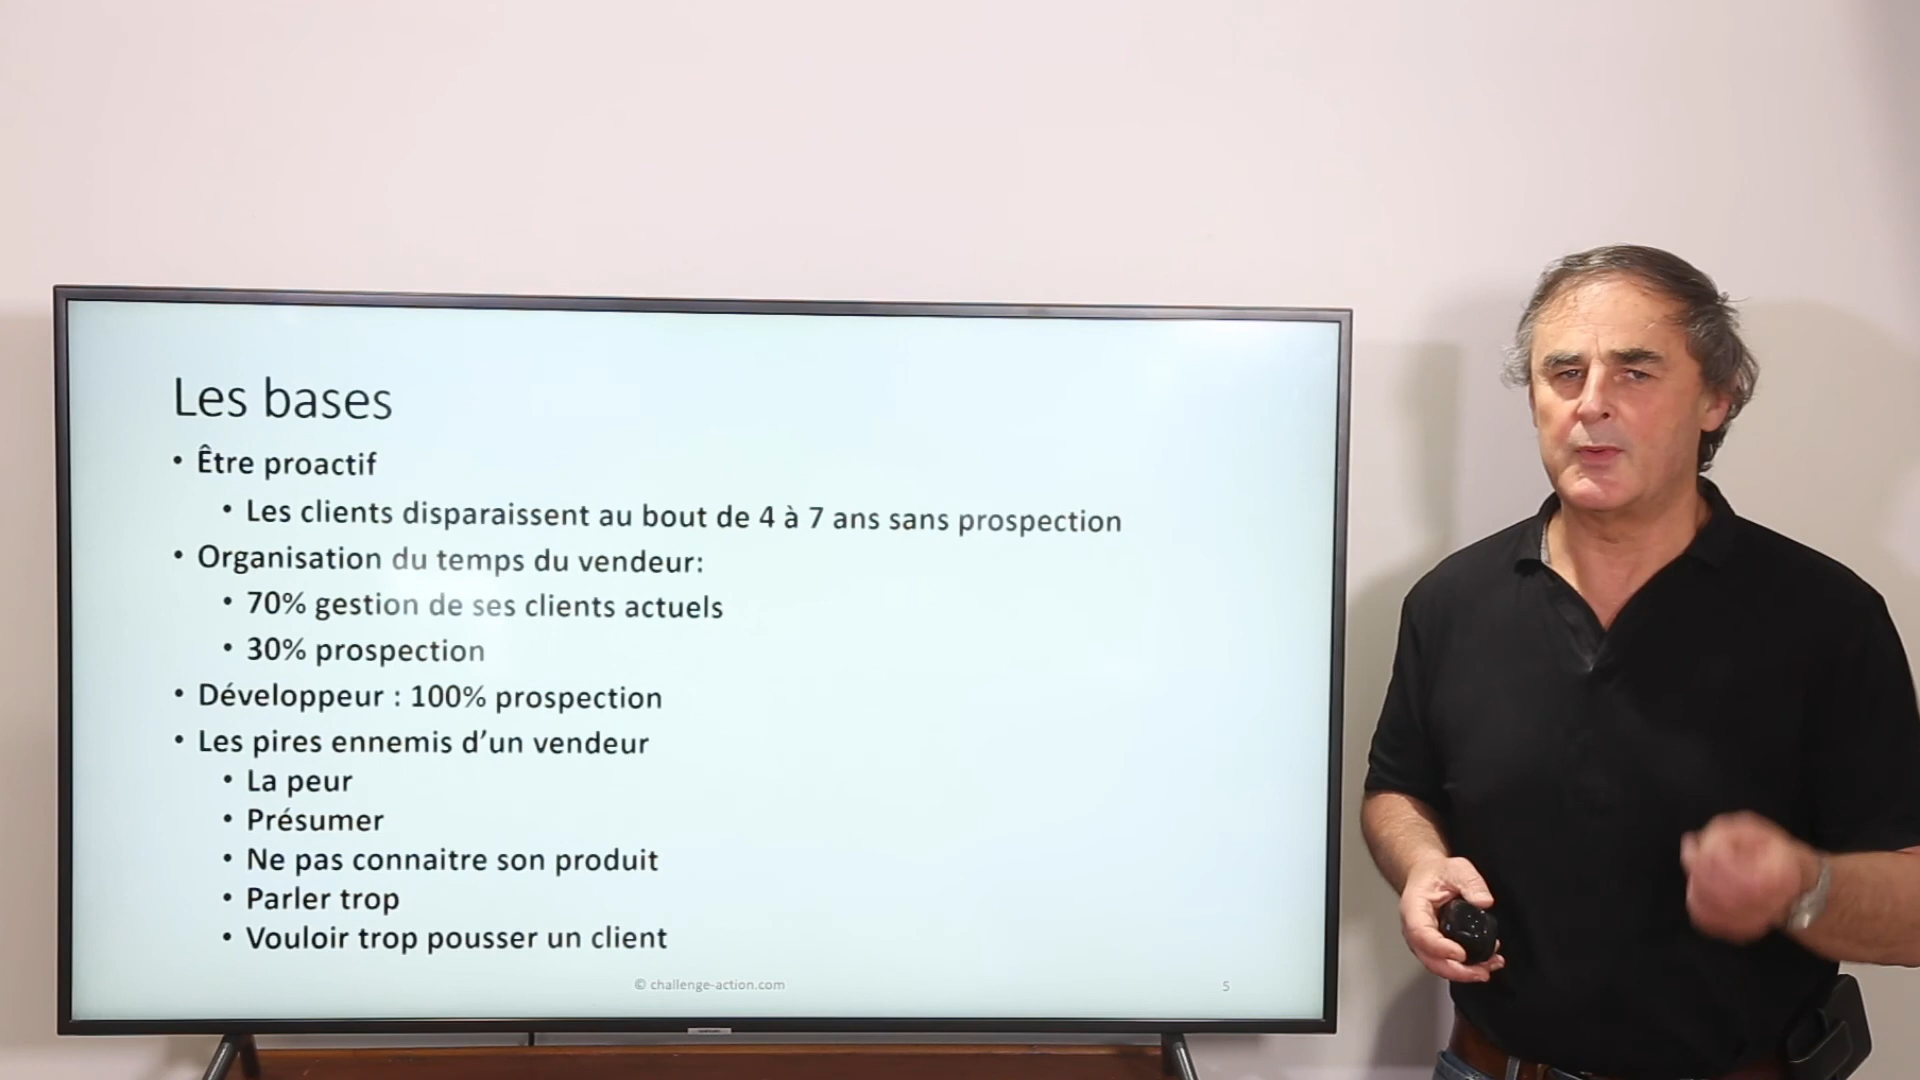 Les bases
• Être proactif
• Les clients disparaissent au bout de 4 à 7 ans sans prospection
• Organisation du temps du vendeur:
• 70% gestion de ses clients actuels
• 30% prospection
• Développeur : 100% prospection
• Les pires ennemis d’un vendeur
• La peur
• Présumer
• Ne pas connaitre son produit
• Parler trop
• Vouloir trop pousser un client
© challenge-action.com
5